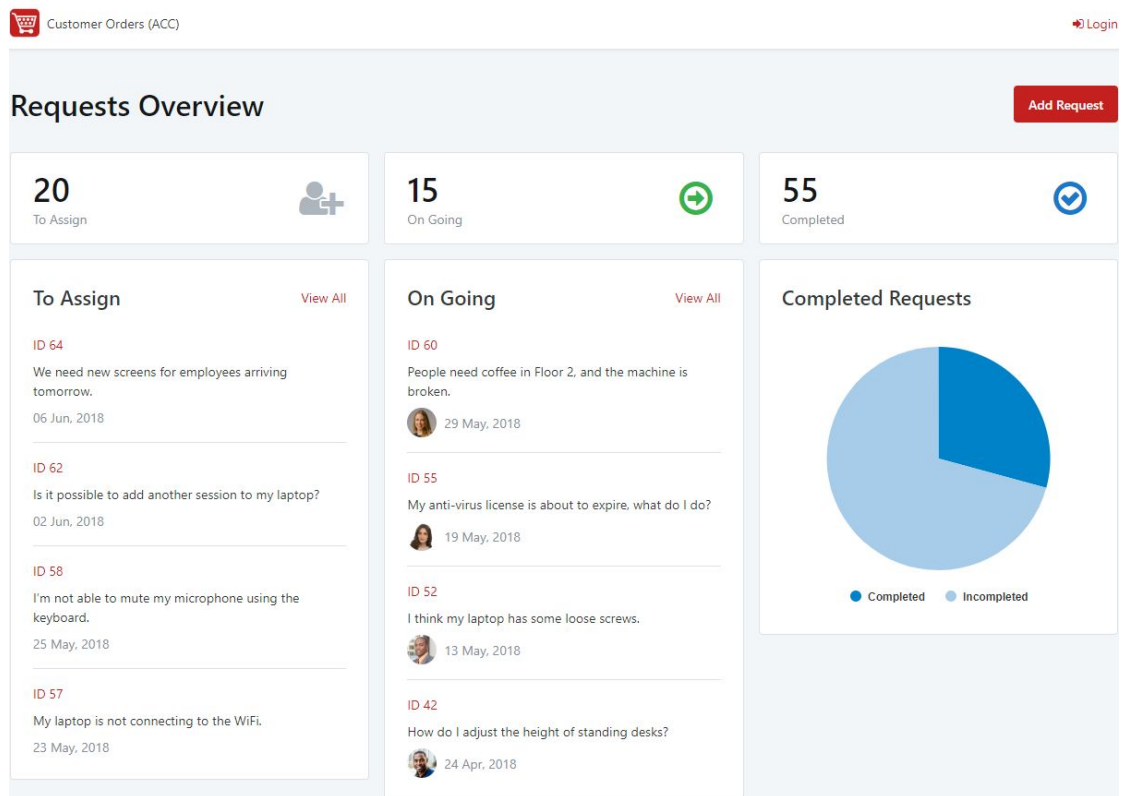 Customer Orders (ACC)
Login
Requests Overview
Add Request
20
To Assign
15
On Going
55
Completed
To Assign
View All
ID 64
We need new screens for employees arriving
tomorrow.
06 Jun, 2018
ID 62
Is it possible to add another session to my laptop?
02 Jun, 2018
ID 58
I'm not able to mute my microphone using the
keyboard.
25 May, 2018
ID 57
My laptop is not connecting to the WiFi.
23 May, 2018
On Going
View All
ID 60
People need coffee in Floor 2, and the machine is
broken.
29 May, 2018
ID 55
My anti-virus license is about to expire, what do I do?
19 May, 2018
ID 52
I think my laptop has some loose screws.
13 May, 2018
ID 42
How do I adjust the height of standing desks?
24 Apr, 2018
Completed Requests
Completed
Incompleted